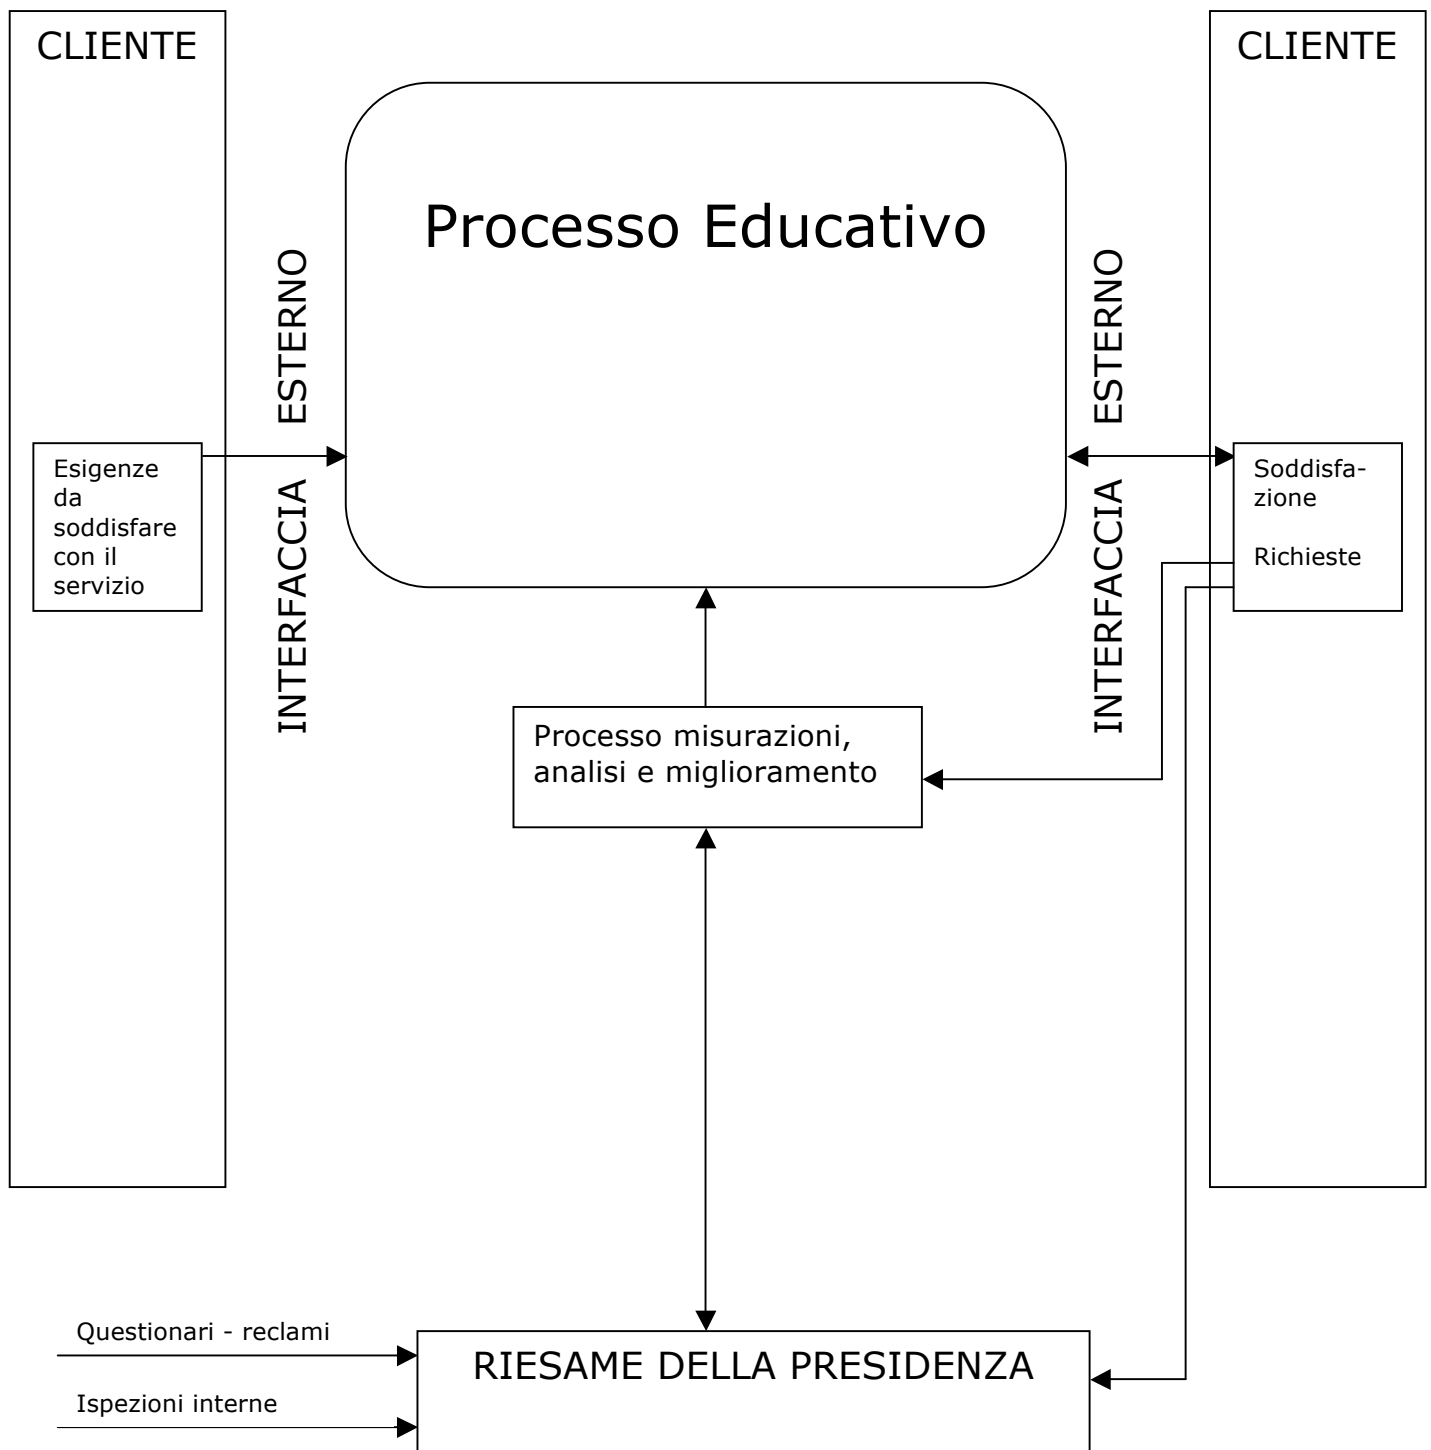 CLIENTE
CLIENTE
Processo Educativo
INTERFACCIA ESTERNO
INTERFACCIA ESTERNO
Esigenze
da
soddisfare
con il
servizio
Soddisfa-
zione
Richieste
Processo misurazioni,
analisi e miglioramento
Questionari - reclami
RIESAME DELLA PRESIDENZA
Ispezioni interne